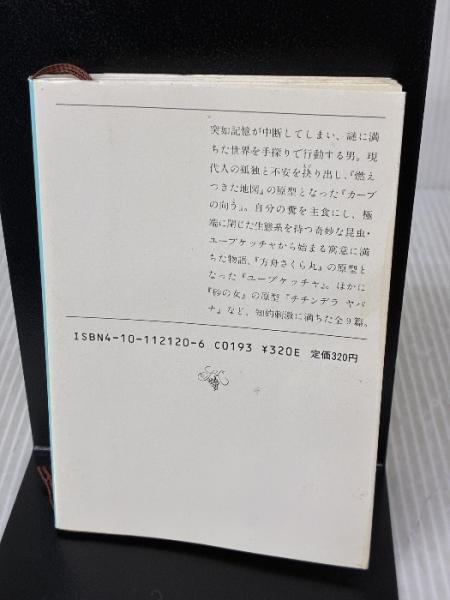 突如記憶が中断してしまい、謎に満
ちた世界を手探りで行動する男。現
代人の孤独と不安を抉り出し、『燃え
つきた地図』の原型となった『カーブ
の向う』。自分の糞を主食にし、極
端に閉じた生態系を持つ奇妙な昆虫・
ユープケッチャから始まる寓意に満
ちた物語、『方舟さくら丸』の原型と
なった『ユープケッチャ』。ほかに
『砂の女』の原型『チチンデラ ヤパ
ナ』など、知的刺激に満ちた全9篇。
ISBN4-10-112120-6 C0193 ¥320E 定価320円